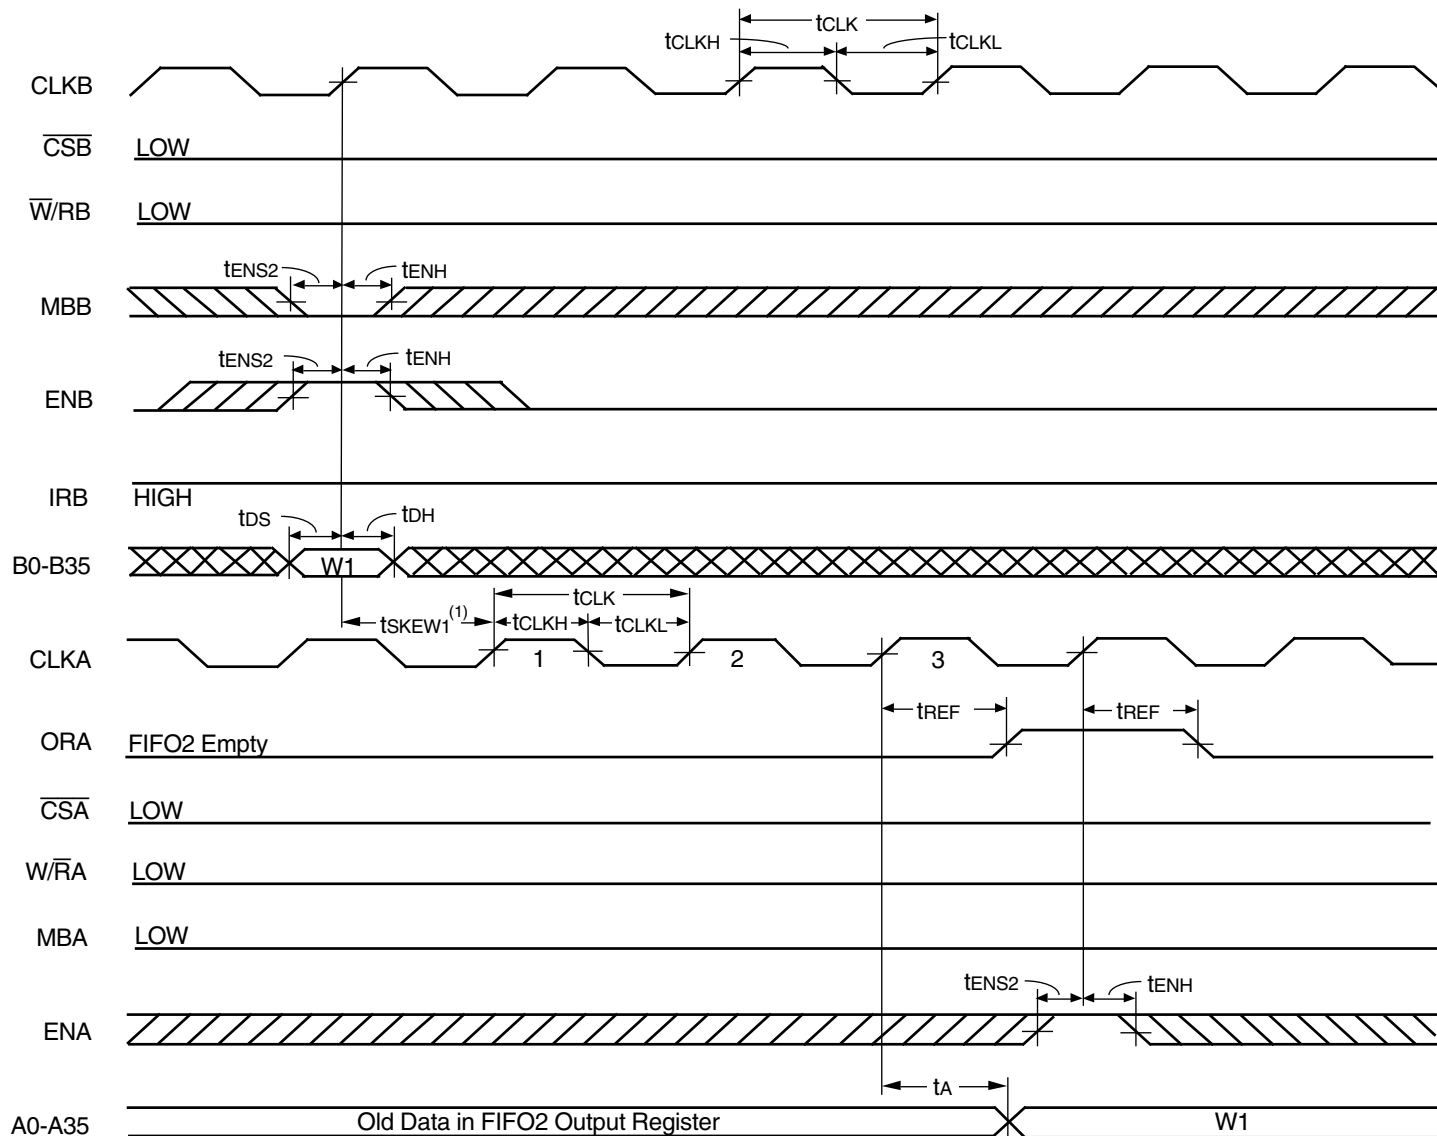 tCLK
tCLKH tCLKL
CLKB
CSB LOW
W/RB LOW
tENS2 tENH
MBB
tENS2 tENH
ENB
IRB HIGH
tDS tDH
B0-B35 W1
tCLK
tSKEW1(1) tCLKH tCLKL
CLKA 1 2 3
tREF tREF
ORA FIFO2 Empty
CSA LOW
W/RA LOW
MBA LOW
tENS2 tENH
ENA
tA
A0-A35 Old Data in FIFO2 Output Register W1